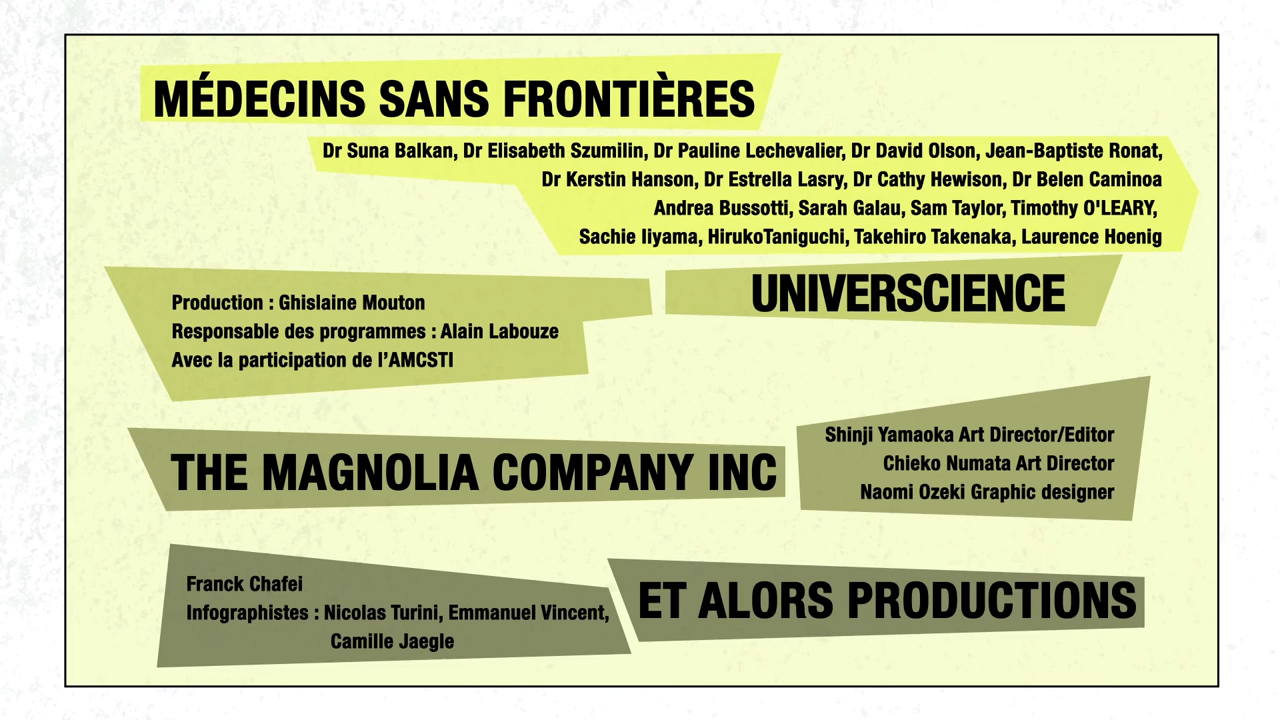 MÉDECINS SANS FRONTIÈRES
Dr Suna Balkan, Dr Elisabeth Szumilin, Dr Pauline Lechevalier, Dr David Olson, Jean-Baptiste Ronat,
Dr Kerstin Hanson, Dr Estrella Lasry, Dr Cathy Hewison, Dr Belen Caminoa
Andrea Bussotti, Sarah Galau, Sam Taylor, Timothy O'LEARY,
Sachie Iiyama, HirukoTaniguchi, Takehiro Takenaka, Laurence Hoenig
UNIVERSCIENCE
Production : Ghislaine Mouton
Responsable des programmes : Alain Labouze
Avec la participation de l’AMCSTI
THE MAGNOLIA COMPANY INC
Shinji Yamaoka Art Director/Editor
Chieko Numata Art Director
Naomi Ozeki Graphic designer
ET ALORS PRODUCTIONS
Franck Chafei
Infographistes : Nicolas Turini, Emmanuel Vincent,
Camille Jaegle